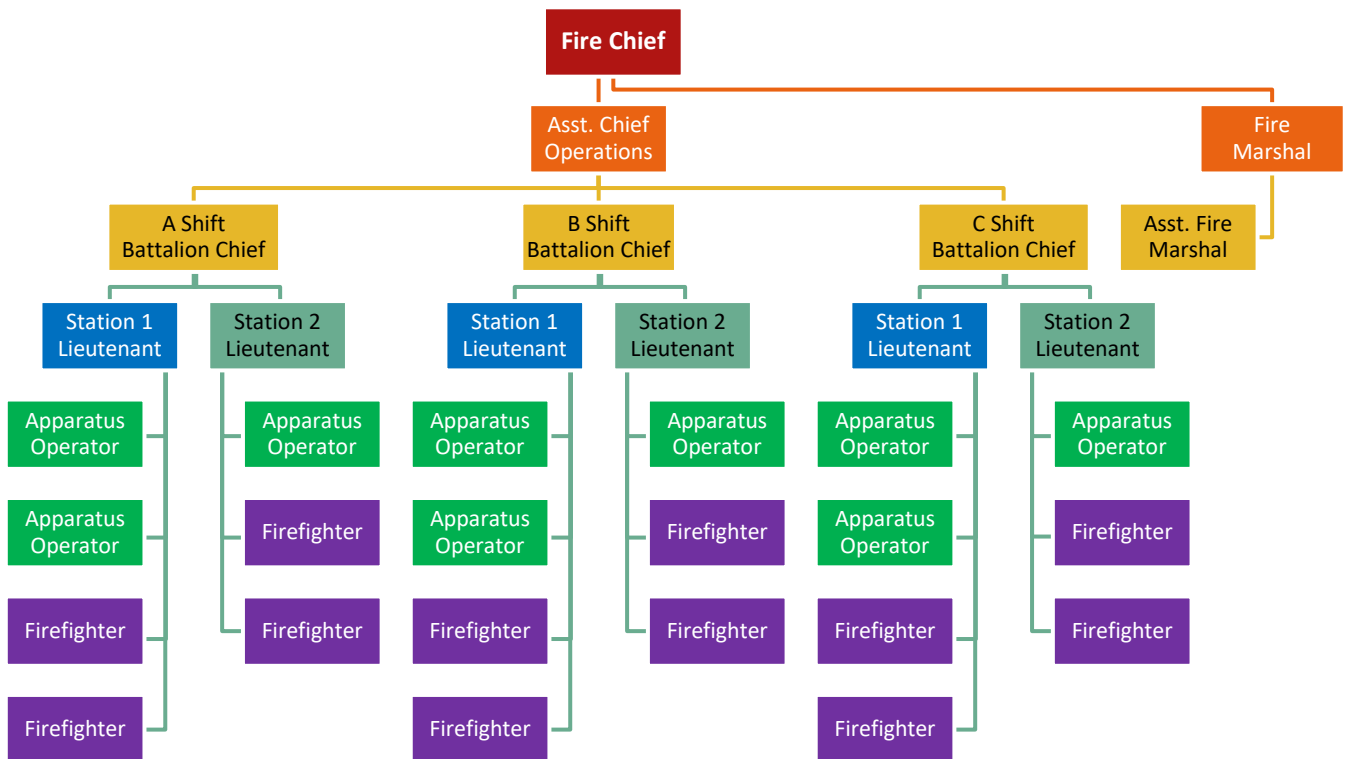 Fire Chief
Asst. Chief
Operations
Fire
Marshal
A Shift
Battalion Chief
B Shift
Battalion Chief
C Shift
Battalion Chief
Asst. Fire
Marshal
Station 1
Lieutenant
Station 2
Lieutenant
Station 1
Lieutenant
Station 2
Lieutenant
Station 1
Lieutenant
Station 2
Lieutenant
Apparatus
Operator
Apparatus
Operator
Apparatus
Operator
Apparatus
Operator
Apparatus
Operator
Apparatus
Operator
Apparatus
Operator
Firefighter
Apparatus
Operator
Firefighter
Apparatus
Operator
Firefighter
Firefighter
Firefighter
Firefighter
Firefighter
Firefighter
Firefighter
Firefighter
Firefighter
Firefighter